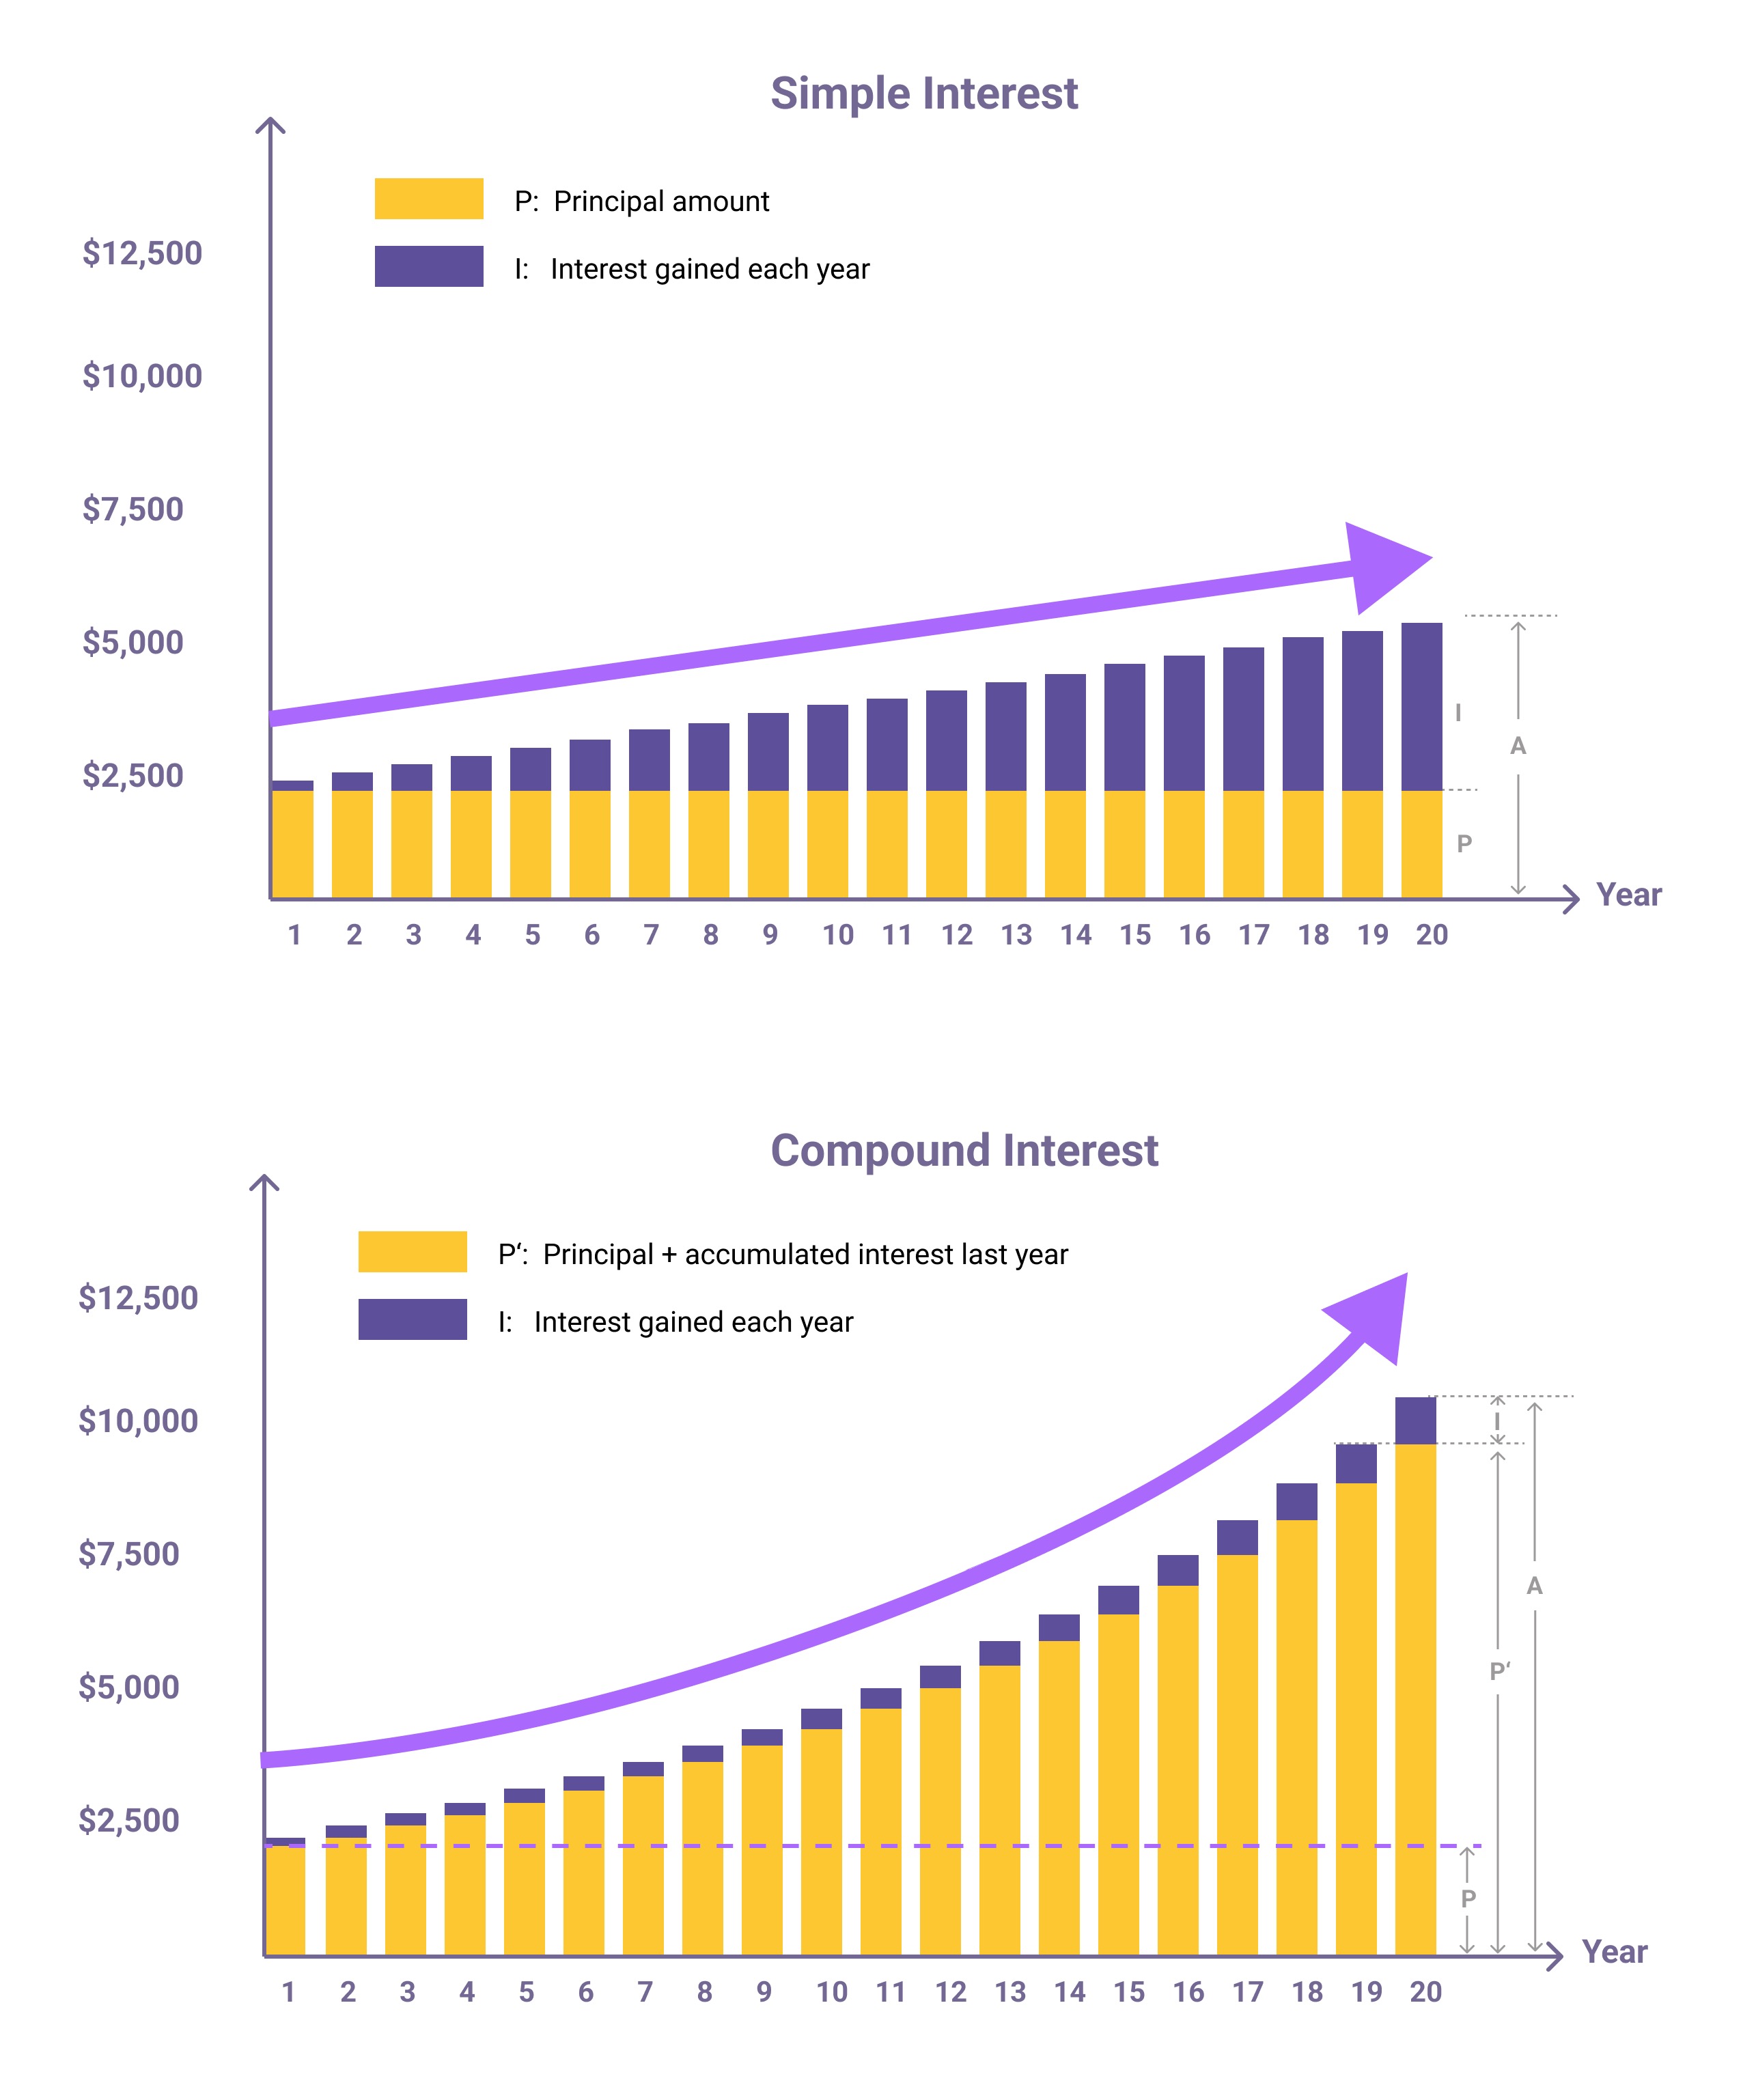 Simple Interest
P: Principal amount
I: Interest gained each year
$12,500
$10,000
$7,500
$5,000
$2,500
I
A
P
Year
1 2 3 4 5 6 7 8 9 10 11 12 13 14 15 16 17 18 19 20
Compound Interest
P‘: Principal + accumulated interest last year
I: Interest gained each year
$12,500
$10,000
$7,500
$5,000
$2,500
I
A
P‘
P
Year
1 2 3 4 5 6 7 8 9 10 11 12 13 14 15 16 17 18 19 20